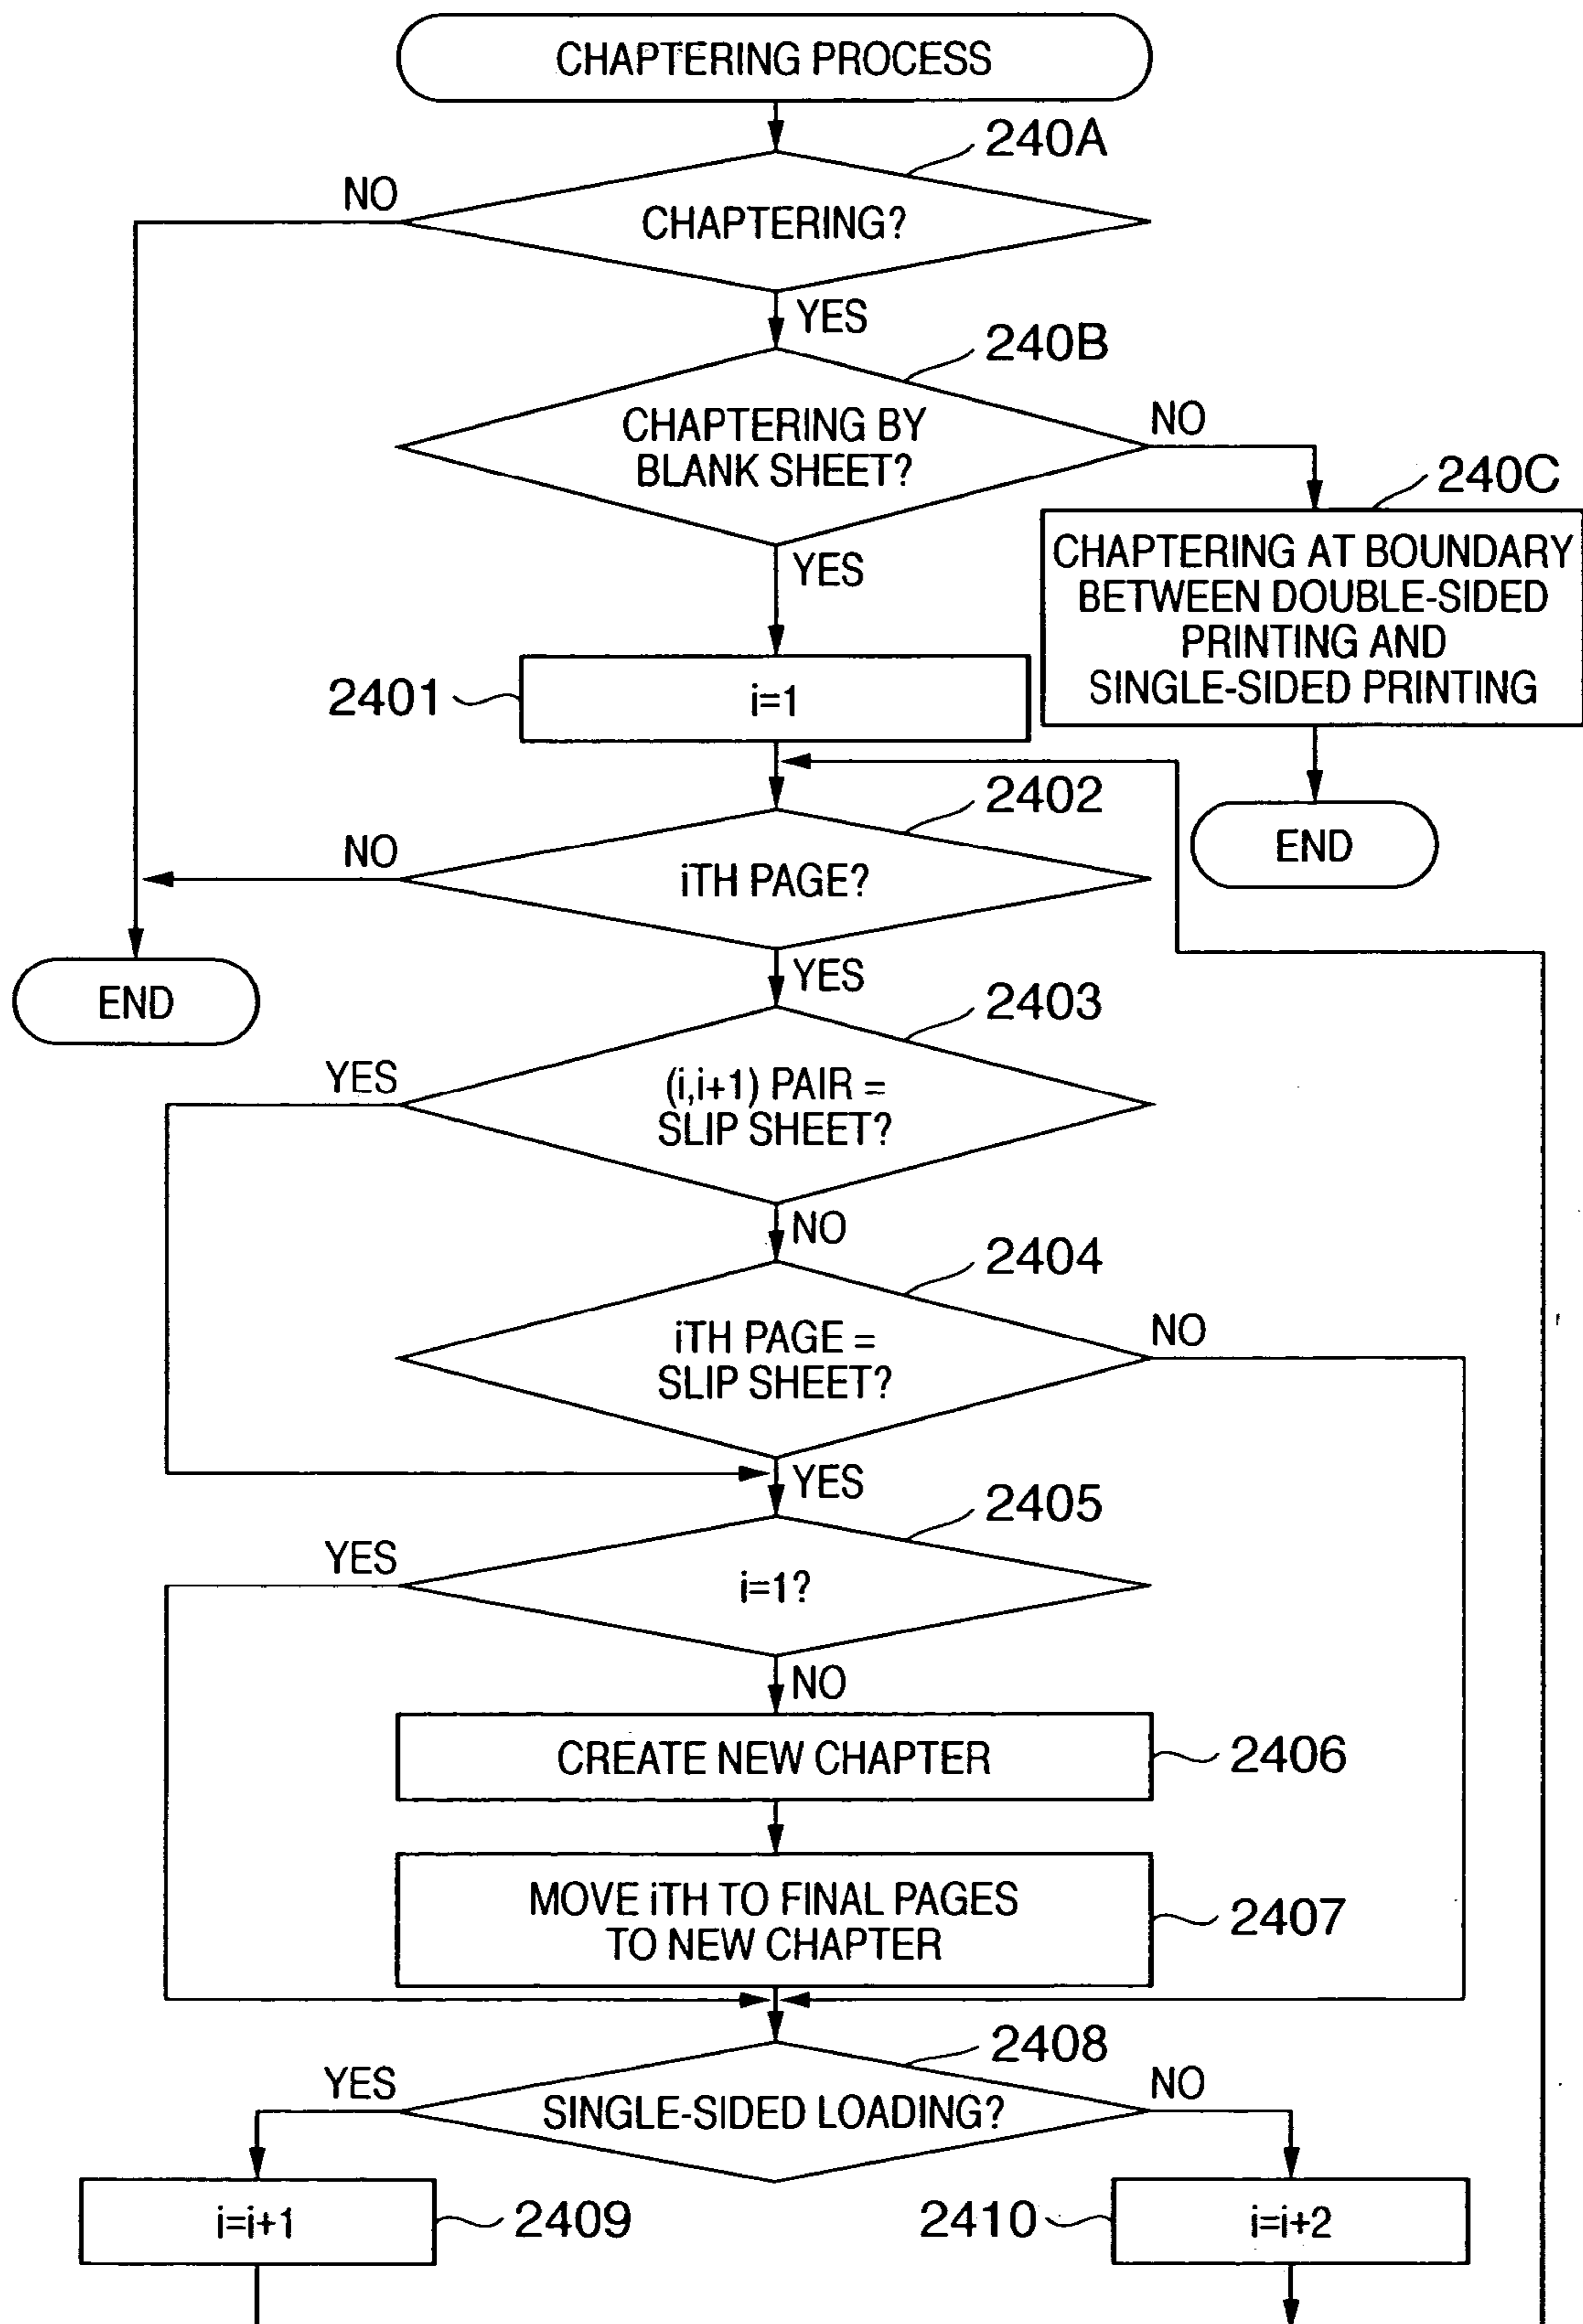 CHAPTERING PROCESS
240A
NO
CHAPTERING?
YES
240B
CHAPTERING BY
BLANK SHEET?
NO
240C
YES
CHAPTERING AT BOUNDARY
BETWEEN DOUBLE-SIDED
PRINTING AND
SINGLE-SIDED PRINTING
2401
i=1
2402
NO
iTH PAGE?
END
YES
END
2403
YES
(i,i+1) PAIR =
SLIP SHEET?
NO
2404
iTH PAGE =
SLIP SHEET?
NO
YES
2405
YES
i=1?
NO
CREATE NEW CHAPTER
2406
MOVE iTH TO FINAL PAGES
TO NEW CHAPTER
2407
2408
YES
SINGLE-SIDED LOADING?
NO
i=i+1
2409
2410
i=i+2